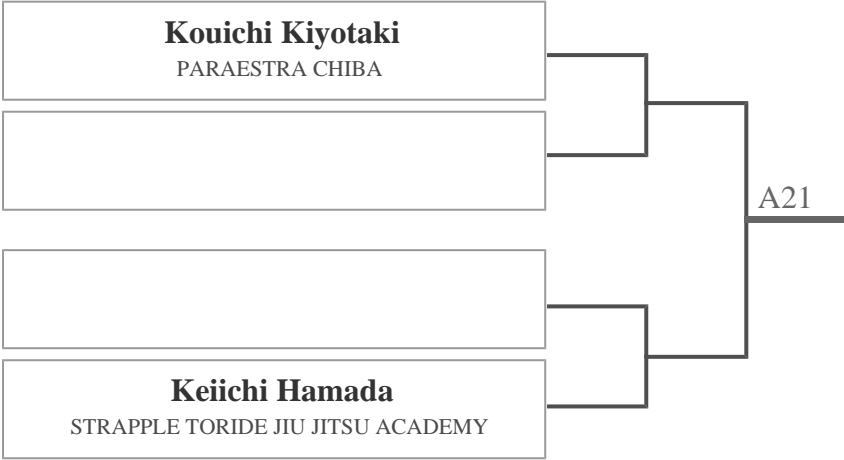 Kouichi Kiyotaki
PARAESTRA CHIBA
A21
Keiichi Hamada
STRAPPLE TORIDE JIU JITSU ACADEMY